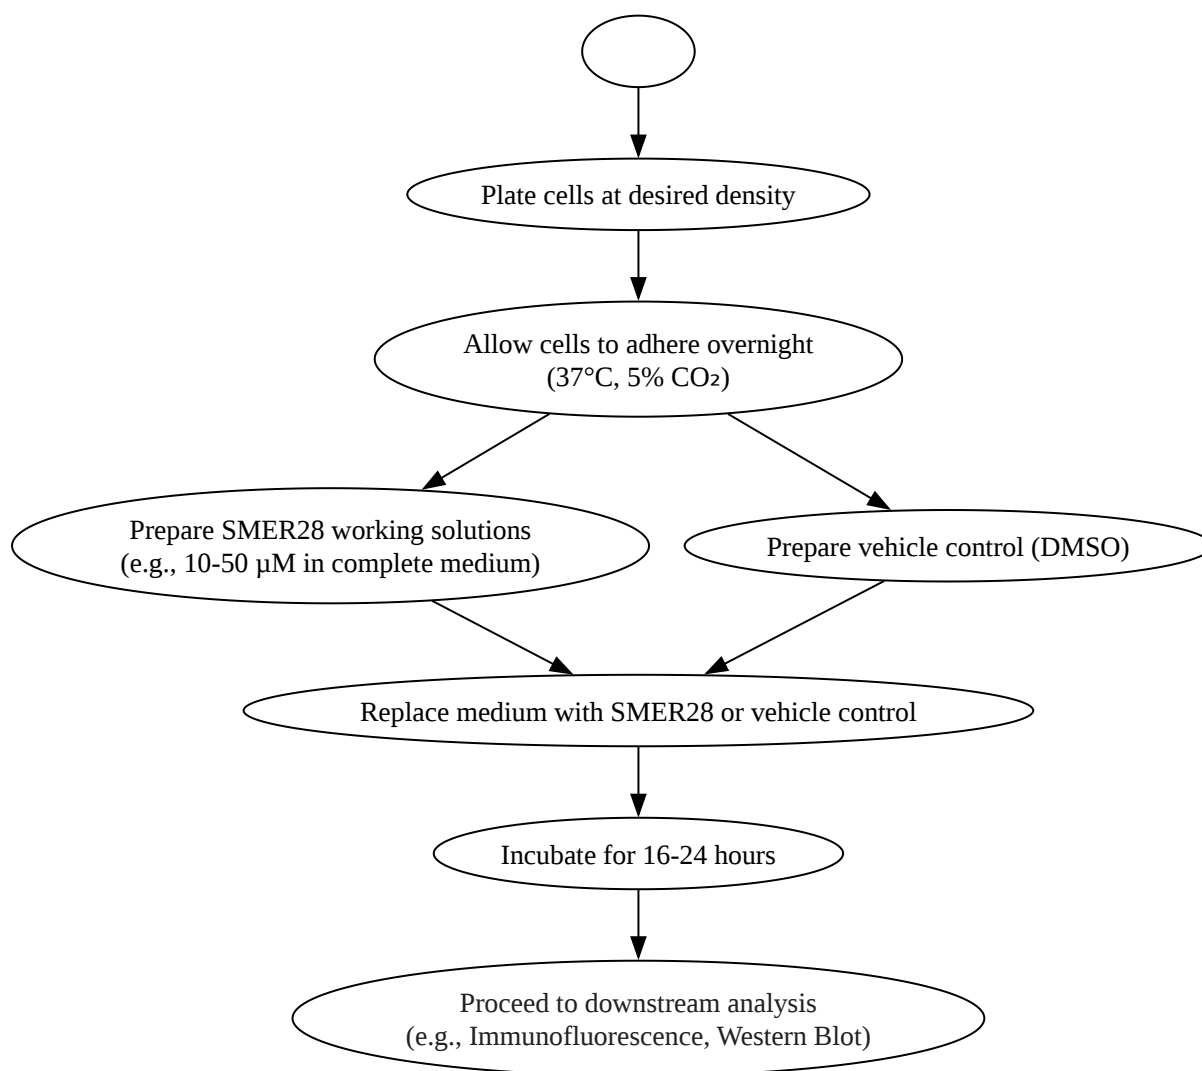 Plate cells at desired density
Allow cells to adhere overnight
(37°C, 5% CO₂)
Prepare SMER28 working solutions
(e.g., 10-50 µM in complete medium)
Prepare vehicle control (DMSO)
Replace medium with SMER28 or vehicle control
Incubate for 16-24 hours
Proceed to downstream analysis
(e.g., Immunofluorescence, Western Blot)